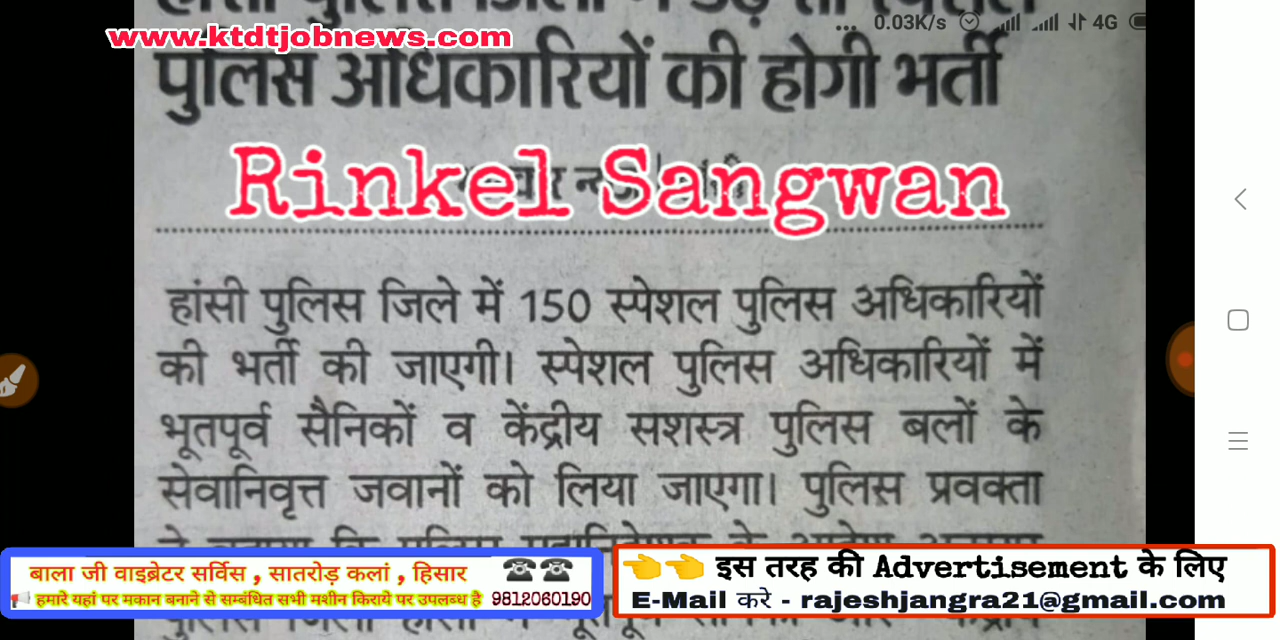 हांसी पुलिस जिले में डेढ़ सौ स्पेशल
www.ktdtjobnews.com
... 0.03K/s 4G
पुलिस अधिकारियों की होगी भर्ती
Rinkel Sangwan
हांसी पुलिस जिले में 150 स्पेशल पुलिस अधिकारियों
की भर्ती की जाएगी। स्पेशल पुलिस अधिकारियों में
भूतपूर्व सैनिकों व केंद्रीय सशस्त्र पुलिस बलों के
सेवानिवृत्त जवानों को लिया जाएगा। पुलिस प्रवक्ता
बाला जी वाइब्रेटर सर्विस , सातरोड़ कलां , हिसार
हमारे यहां पर मकान बनाने से सम्बंधित सभी मशीन किराये पर उपलब्ध है 9812060190
इस तरह की Advertisement के लिए
E-Mail करे - rajeshjangra21@gmail.com